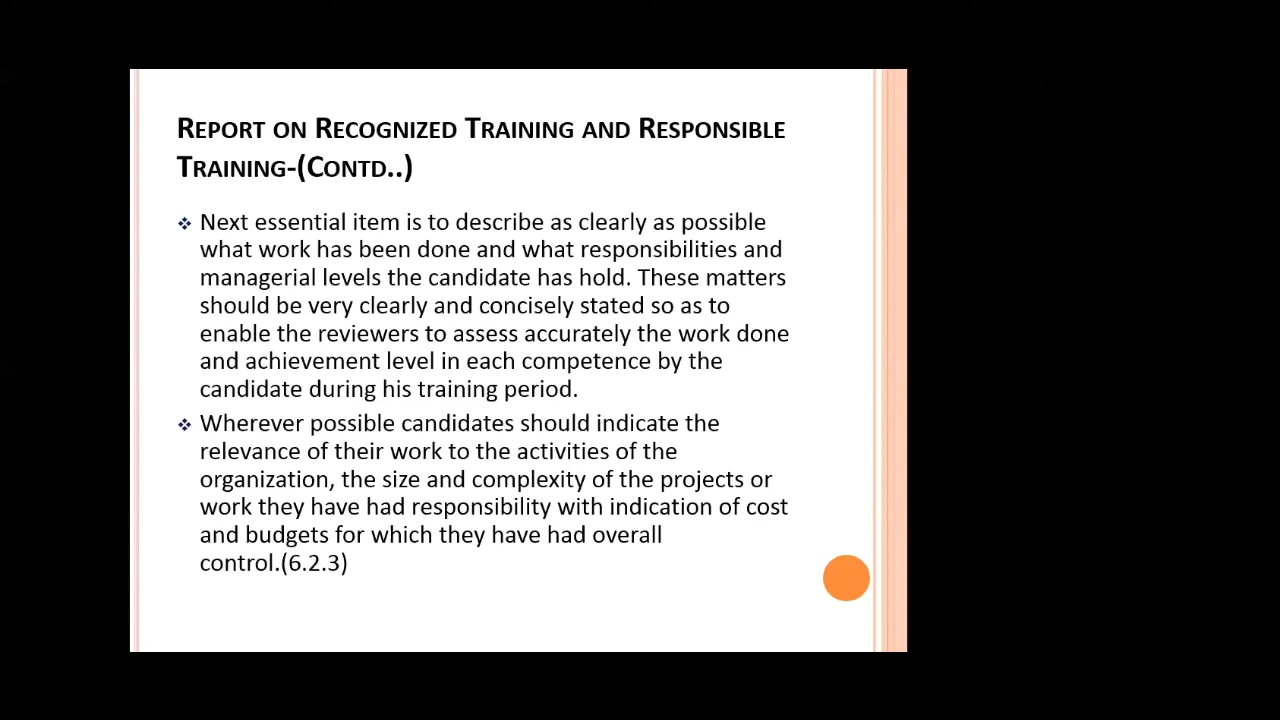 Report on Recognized Training and Responsible
Training-(Contd..)
Next essential item is to describe as clearly as possible
what work has been done and what responsibilities and
managerial levels the candidate has hold. These matters
should be very clearly and concisely stated so as to
enable the reviewers to assess accurately the work done
and achievement level in each competence by the
candidate during his training period.
Wherever possible candidates should indicate the
relevance of their work to the activities of the
organization, the size and complexity of the projects or
work they have had responsibility with indication of cost
and budgets for which they have had overall
control.(6.2.3)